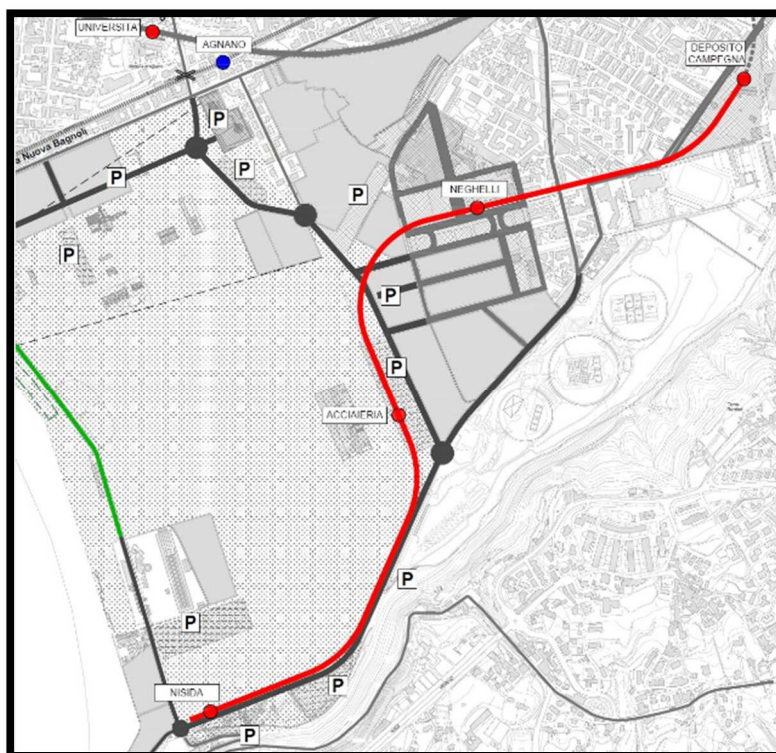 UNIVERSITA'
AGNANO
DEPOSITO
CAMPEGNA
P
a Nuova Bagnoli
P
P
P
NEGHELLI
P
P
P
P
ACCIAIERIA
P
P
P
NISIDA
P